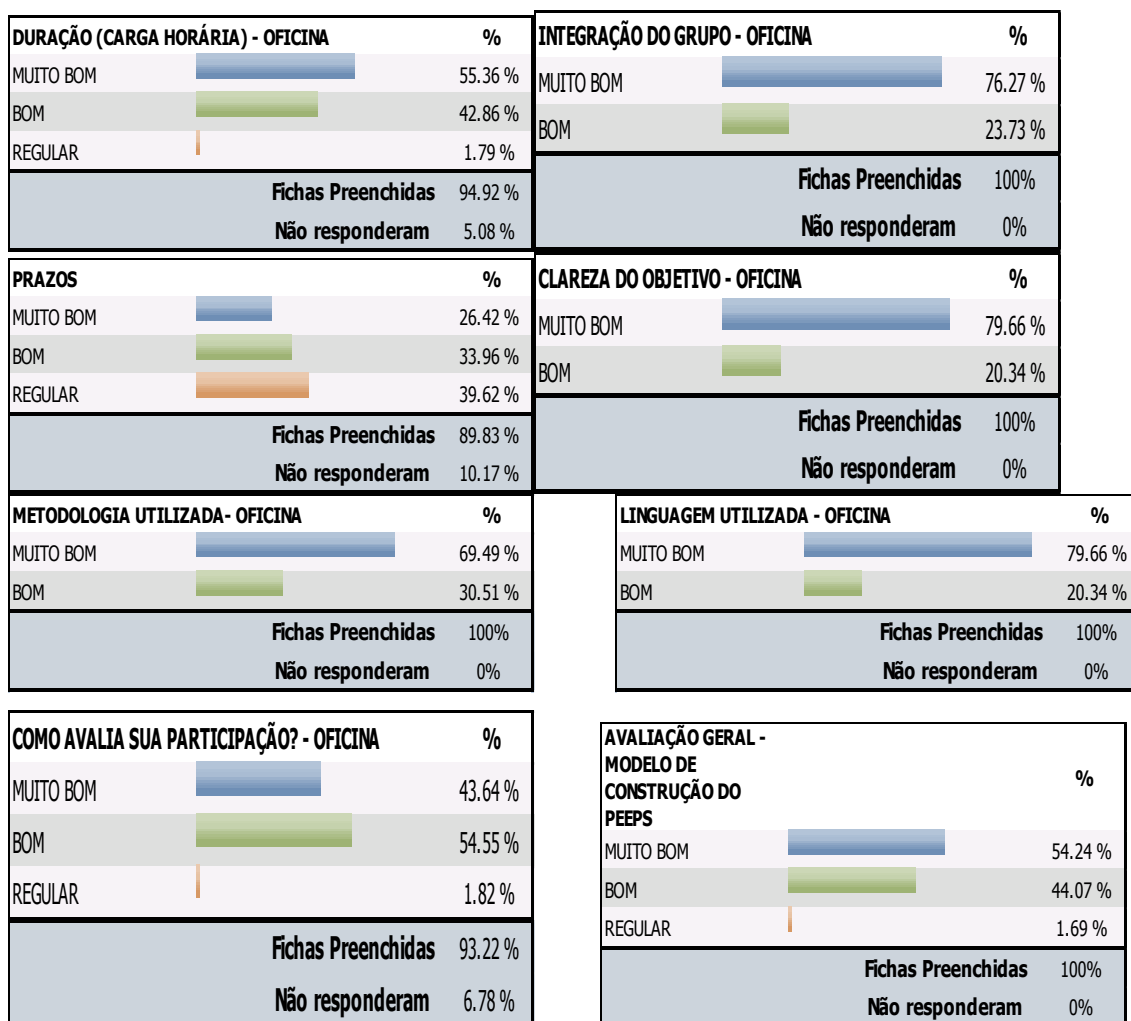 DURAÇÃO (CARGA HORÁRIA) - OFICINA %
MUITO BOM 55.36 %
BOM 42.86 %
REGULAR 1.79 %
Fichas Preenchidas 94.92 %
Não responderam 5.08 %
INTEGRAÇÃO DO GRUPO - OFICINA %
MUITO BOM 76.27 %
BOM 23.73 %
Fichas Preenchidas 100%
Não responderam 0%
PRAZOS %
MUITO BOM 26.42 %
BOM 33.96 %
REGULAR 39.62 %
Fichas Preenchidas 89.83 %
Não responderam 10.17 %
CLAREZA DO OBJETIVO - OFICINA %
MUITO BOM 79.66 %
BOM 20.34 %
Fichas Preenchidas 100%
Não responderam 0%
METODOLOGIA UTILIZADA- OFICINA %
MUITO BOM 69.49 %
BOM 30.51 %
Fichas Preenchidas 100%
Não responderam 0%
LINGUAGEM UTILIZADA - OFICINA %
MUITO BOM 79.66 %
BOM 20.34 %
Fichas Preenchidas 100%
Não responderam 0%
COMO AVALIA SUA PARTICIPAÇÃO? - OFICINA %
MUITO BOM 43.64 %
BOM 54.55 %
REGULAR 1.82 %
Fichas Preenchidas 93.22 %
Não responderam 6.78 %
AVALIAÇÃO GERAL -
MODELO DE
CONSTRUÇÃO DO
PEEPS
%
MUITO BOM 54.24 %
BOM 44.07 %
REGULAR 1.69 %
Fichas Preenchidas 100%
Não responderam 0%